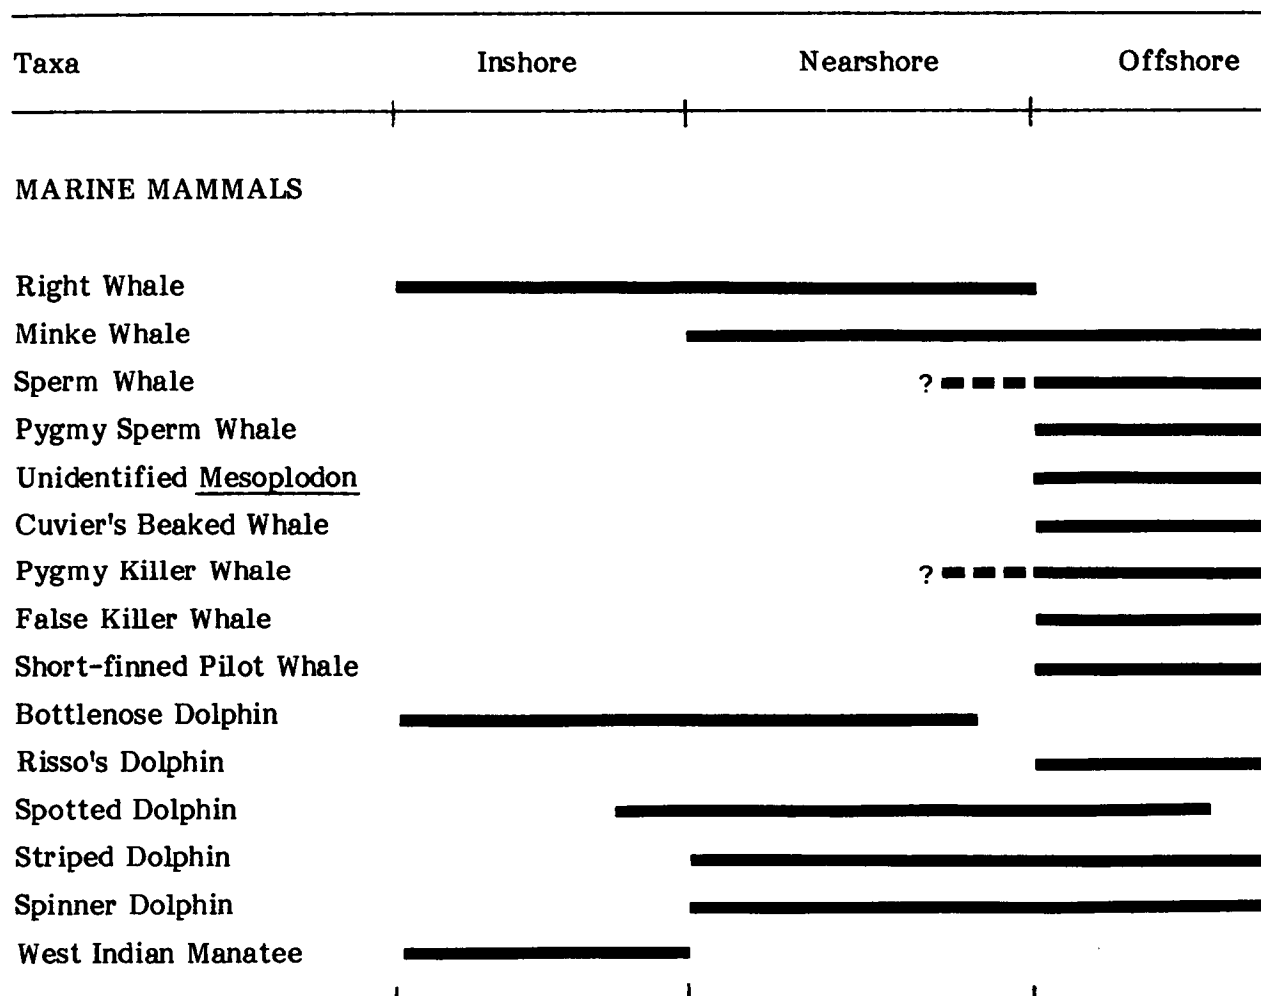 Taxa Inshore Nearshore Offshore
MARINE MAMMALS
Right Whale
Minke Whale
Sperm Whale ?
Pygmy Sperm Whale
Unidentified Mesoplodon
Cuvier's Beaked Whale
Pygmy Killer Whale ?
False Killer Whale
Short-finned Pilot Whale
Bottlenose Dolphin
Risso's Dolphin
Spotted Dolphin
Striped Dolphin
Spinner Dolphin
West Indian Manatee